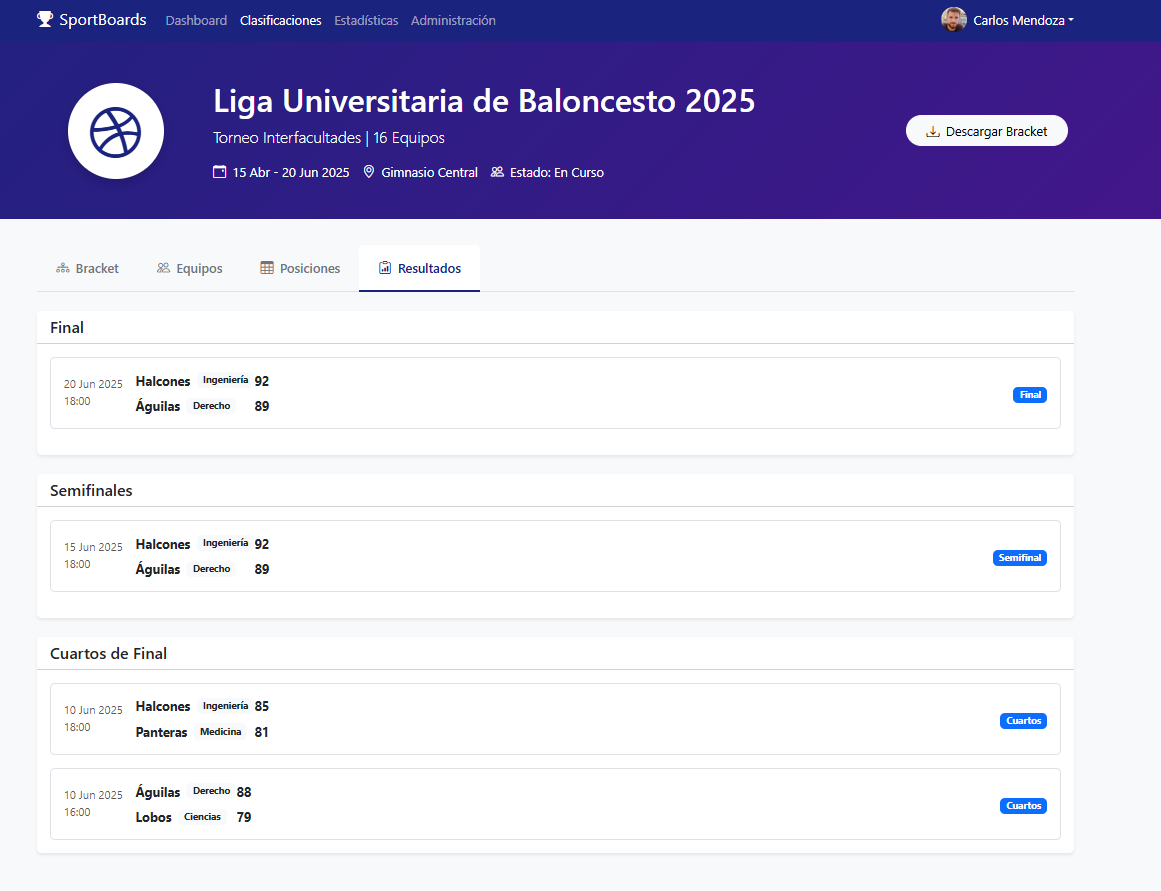 SportBoards Dashboard Clasificaciones Estadísticas Administración Carlos Mendoza
Liga Universitaria de Baloncesto 2025
Torneo Interfacultades | 16 Equipos
Descargar Bracket
15 Abr - 20 Jun 2025 Gimnasio Central Estado: En Curso
Bracket Equipos Posiciones Resultados
Final
20 Jun 2025
18:00
Halcones Ingeniería 92
Águilas Derecho 89
Final
Semifinales
15 Jun 2025
18:00
Halcones Ingeniería 92
Águilas Derecho 89
Semifinal
Cuartos de Final
10 Jun 2025
18:00
Halcones Ingeniería 85
Panteras Medicina 81
Cuartos
10 Jun 2025
16:00
Águilas Derecho 88
Lobos Ciencias 79
Cuartos